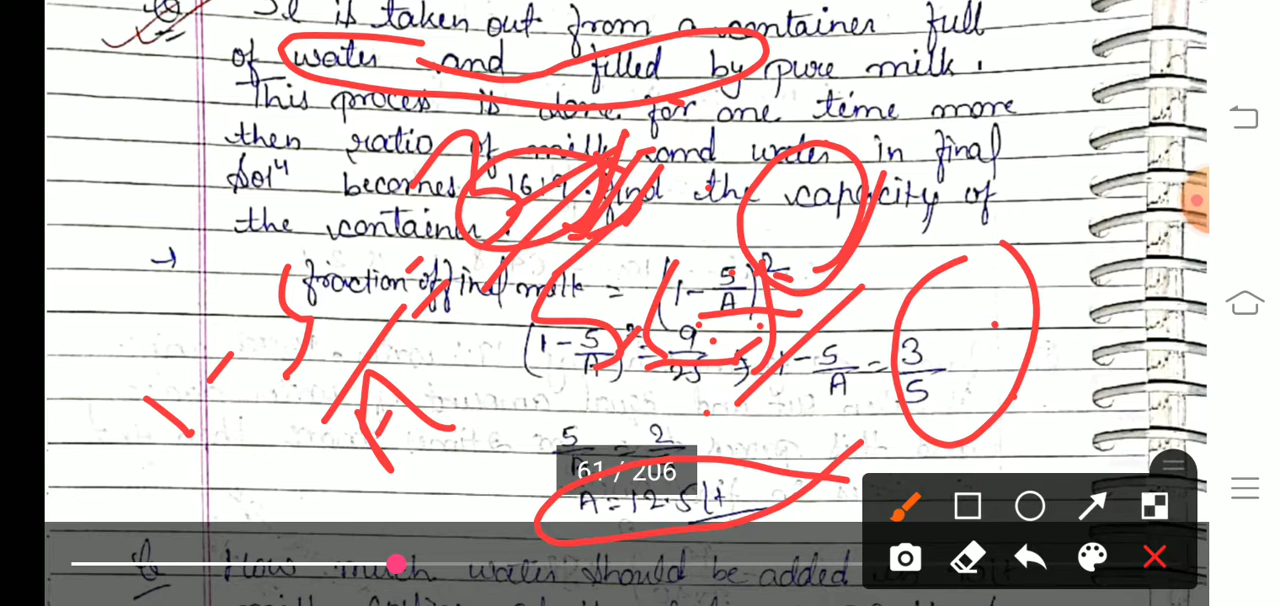 Q 5l is taken out from a container full
of water and filled by pure milk.
This process is done for one time more
then ratio of milk and water in final
Solⁿ becomes 16:9. find the capacity of
the container.
→ fraction of final milk = (1 - 5/A)²
(1 - 5/A)² = 9/25 ⇒ 1 - 5/A = 3/5
5/A = 2/
61 / 206
A = 12.5 lt
Q How much water should be added in